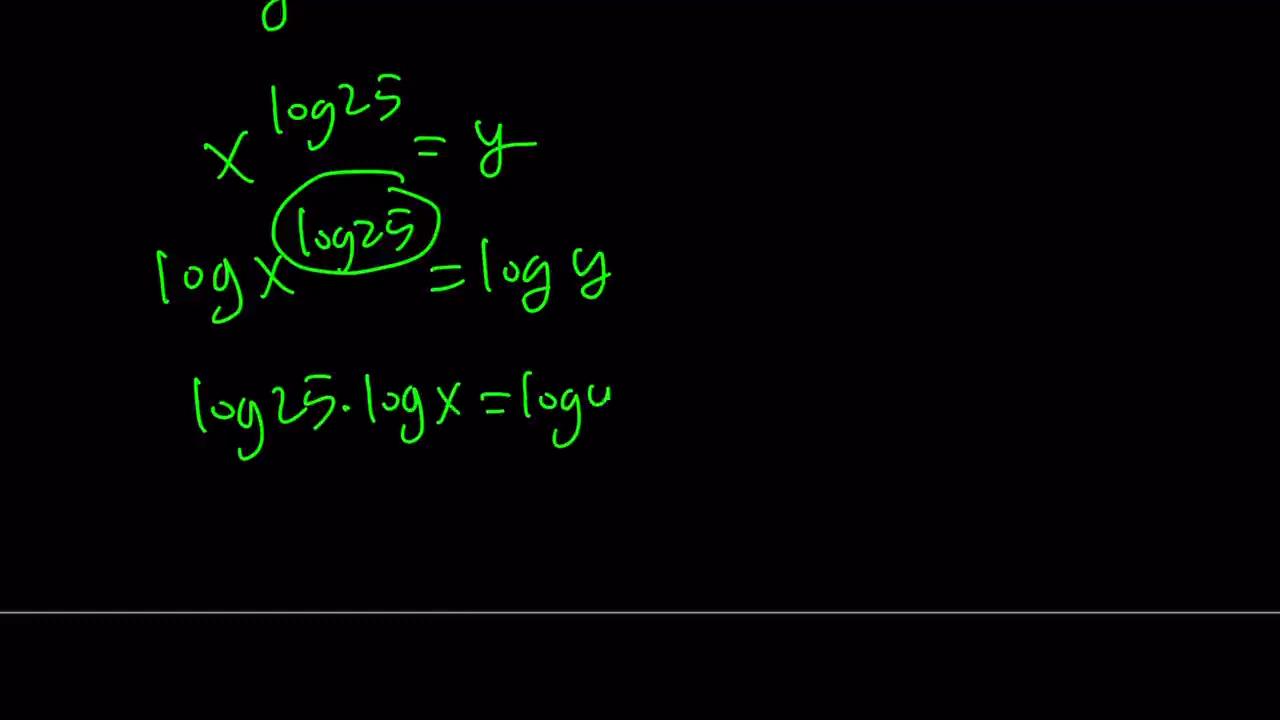 x^log25 = y
log x^log25 = log y
log25 · log x = log